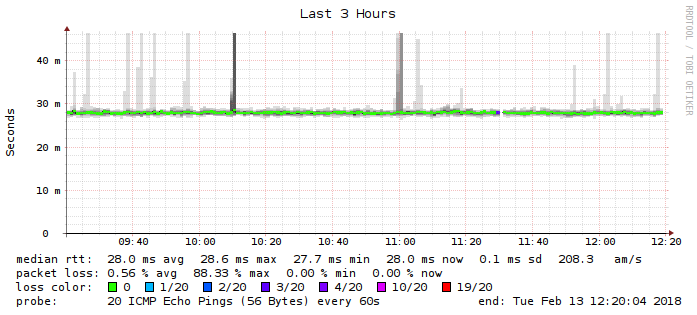 Last 3 Hours
RRDTOOL / TOBI OETIKER
Seconds
40 m
30 m
20 m
10 m
0
09:40 10:00 10:20 10:40 11:00 11:20 11:40 12:00 12:20
median rtt: 28.0 ms avg 28.6 ms max 27.7 ms min 28.0 ms now 0.1 ms sd 208.3 am/s
packet loss: 0.56 % avg 88.33 % max 0.00 % min 0.00 % now
loss color: 0 1/20 2/20 3/20 4/20 10/20 19/20
probe: 20 ICMP Echo Pings (56 Bytes) every 60s end: Tue Feb 13 12:20:04 2018